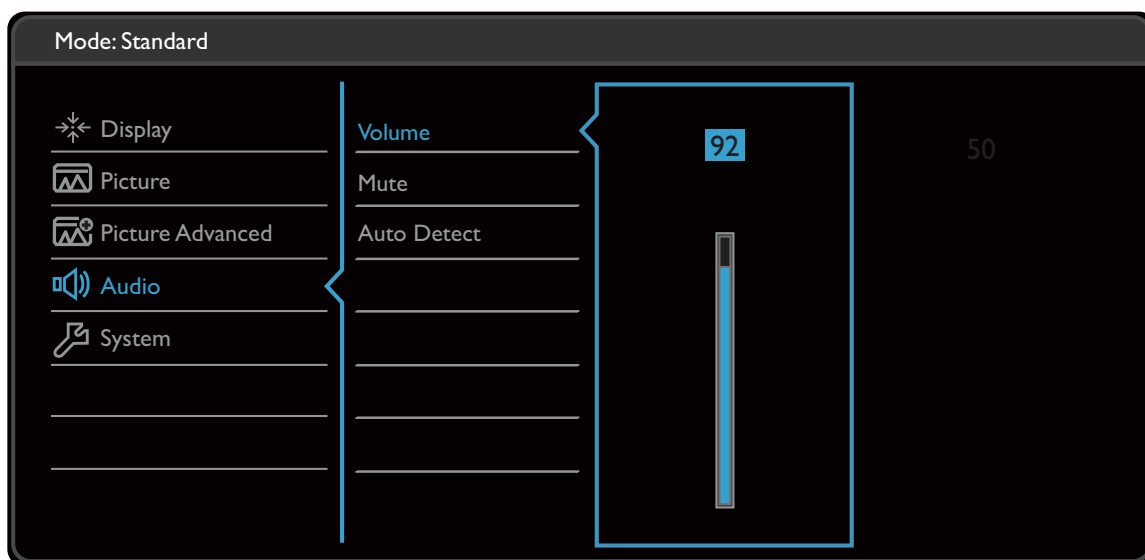 Mode: Standard
Display
Picture
Picture Advanced
Audio
System
Volume
Mute
Auto Detect
92
50